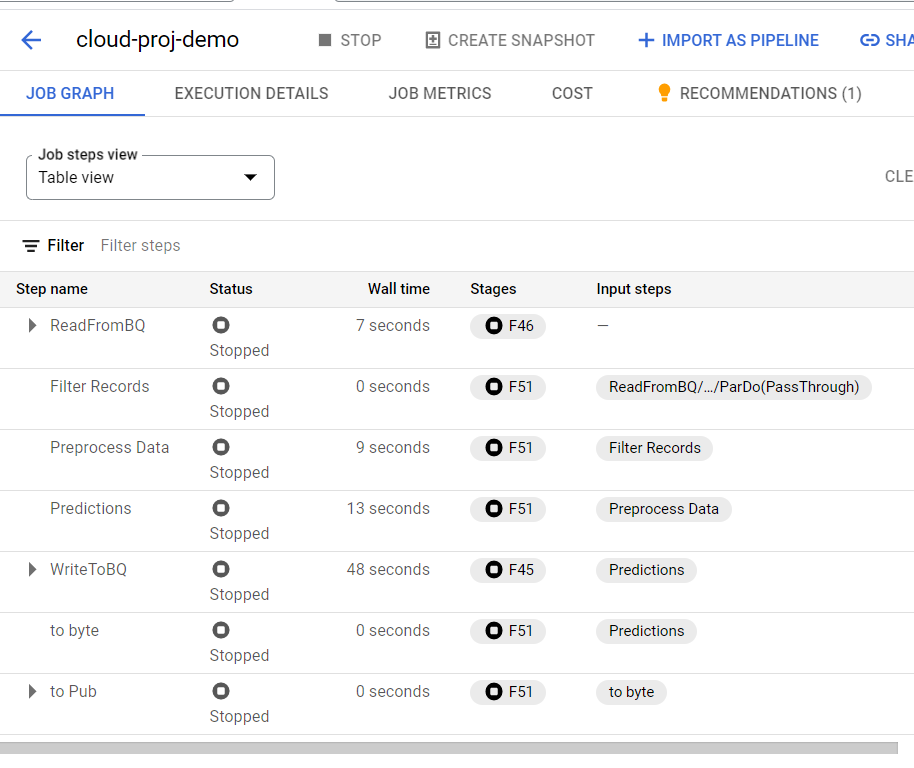 cloud-proj-demo STOP CREATE SNAPSHOT IMPORT AS PIPELINE SHA
JOB GRAPH EXECUTION DETAILS JOB METRICS COST RECOMMENDATIONS (1)
Job steps view
Table view
CLE
Filter Filter steps
Step name Status Wall time Stages Input steps
ReadFromBQ 7 seconds F46 —
Stopped
Filter Records 0 seconds F51 ReadFromBQ/.../ParDo(PassThrough)
Stopped
Preprocess Data 9 seconds F51 Filter Records
Stopped
Predictions 13 seconds F51 Preprocess Data
Stopped
WriteToBQ 48 seconds F45 Predictions
Stopped
to byte 0 seconds F51 Predictions
Stopped
to Pub 0 seconds F51 to byte
Stopped